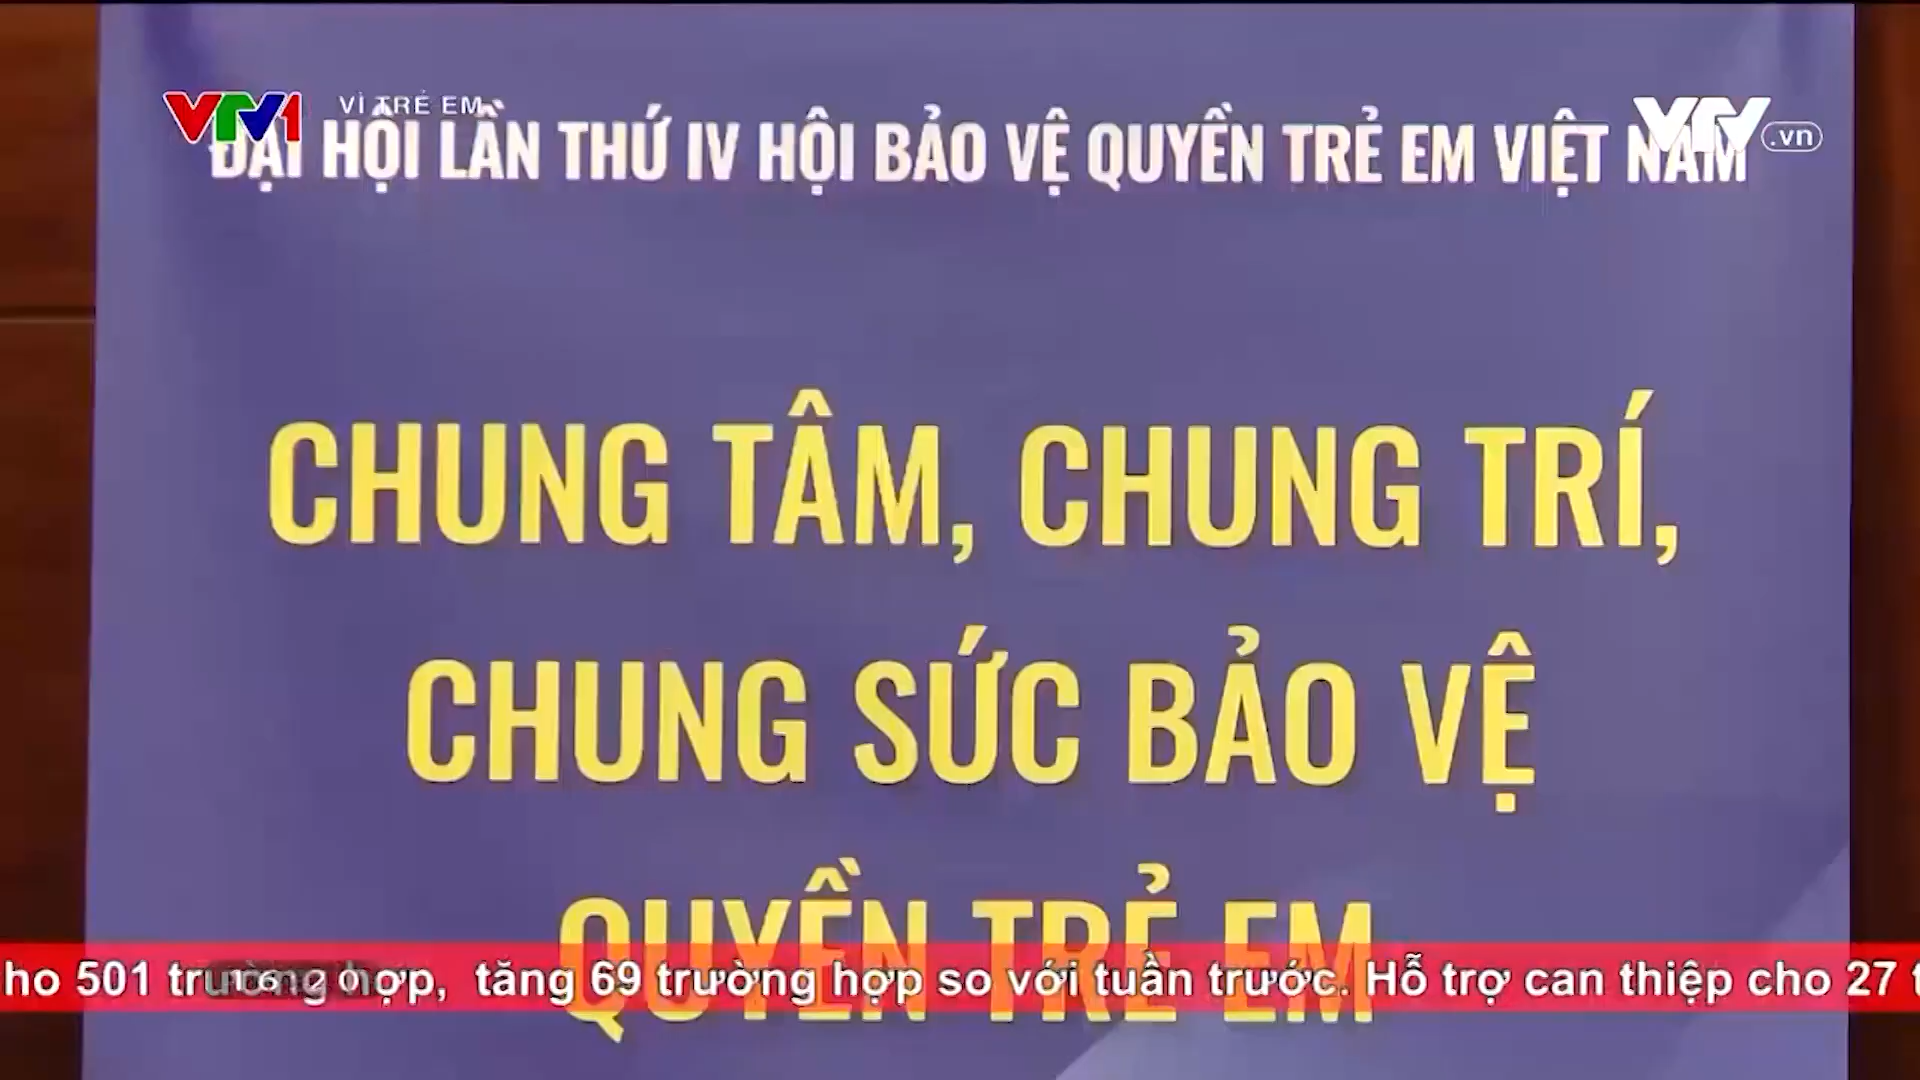 VTV1
VÌ TRẺ EM
VTV.vn
ĐẠI HỘI LẦN THỨ IV HỘI BẢO VỆ QUYỀN TRẺ EM VIỆT NAM
CHUNG TÂM, CHUNG TRÍ,
CHUNG SỨC BẢO VỆ
QUYỀN TRẺ EM
501 trường hợp, tăng 69 trường hợp so với tuần trước. Hỗ trợ can thiệp cho 27